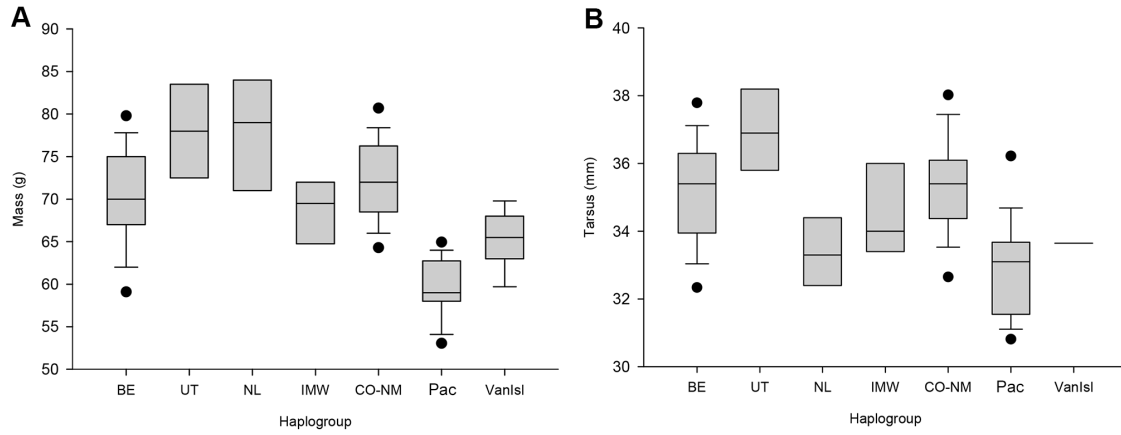 A
90
85
80
75
70
65
60
55
50
Mass (g)
BE UT NL IMW CO-NM Pac VanIsl
Haplogroup
B
40
38
36
34
32
30
Tarsus (mm)
BE UT NL IMW CO-NM Pac VanIsl
Haplogroup